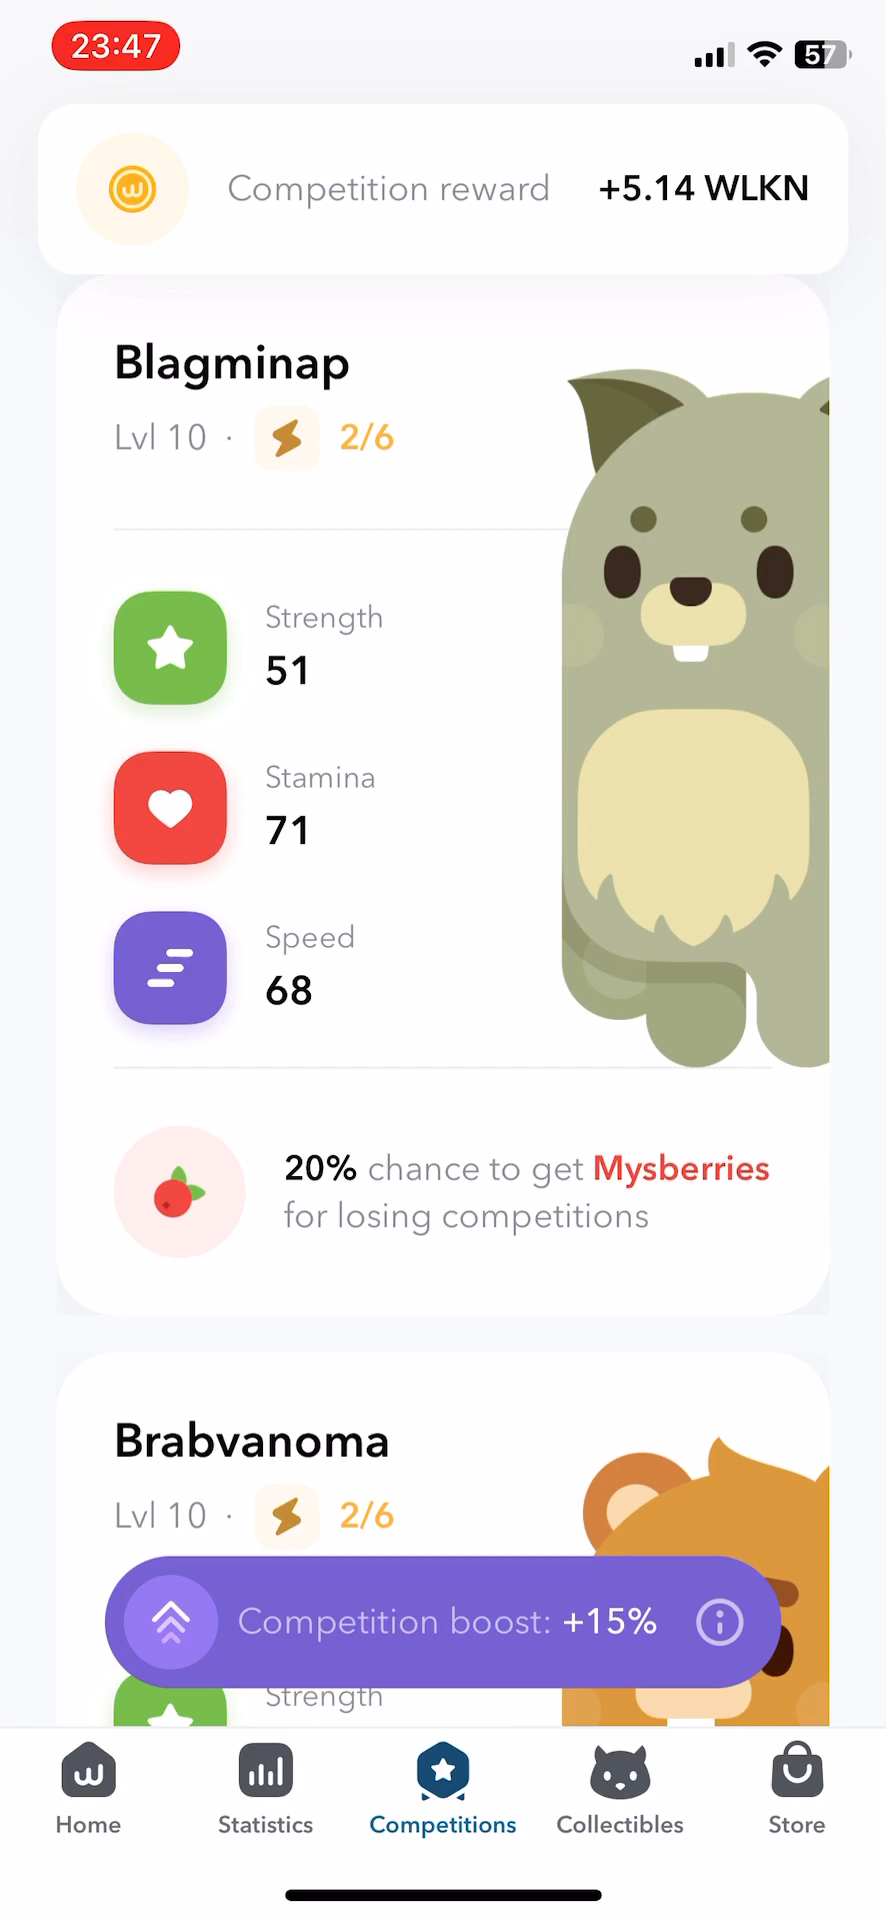 23:47
57
Competition reward +5.14 WLKN
Blagminap
Lvl 10 · 2/6
Strength
51
Stamina
71
Speed
68
20% chance to get Mysberries
for losing competitions
Brabvanoma
Lvl 10 · 2/6
Competition boost: +15%
Strength
Home Statistics Competitions Collectibles Store